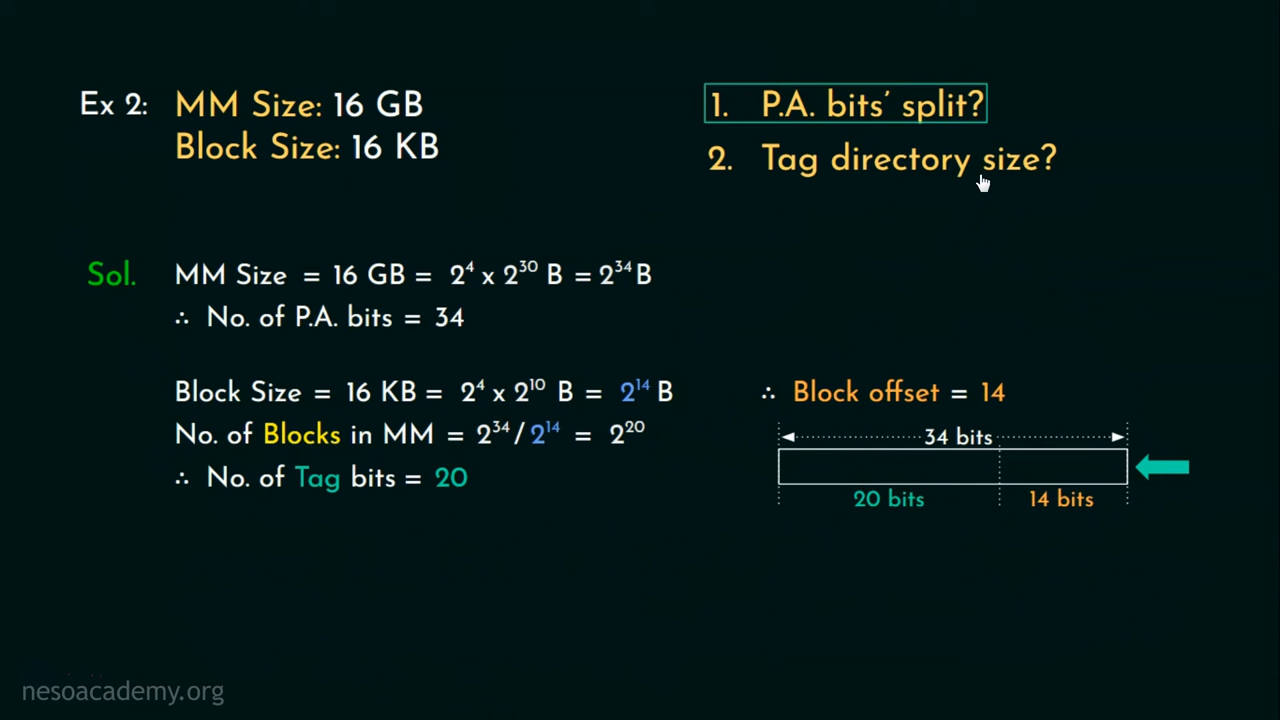 Ex 2: MM Size: 16 GB
Block Size: 16 KB
1. P.A. bits' split?
2. Tag directory size?
Sol. MM Size = 16 GB = 2⁴ x 2³⁰ B = 2³⁴ B
∴ No. of P.A. bits = 34
Block Size = 16 KB = 2⁴ x 2¹⁰ B = 2¹⁴ B
No. of Blocks in MM = 2³⁴ / 2¹⁴ = 2²⁰
∴ No. of Tag bits = 20
∴ Block offset = 14
34 bits
20 bits 14 bits
nesoacademy.org